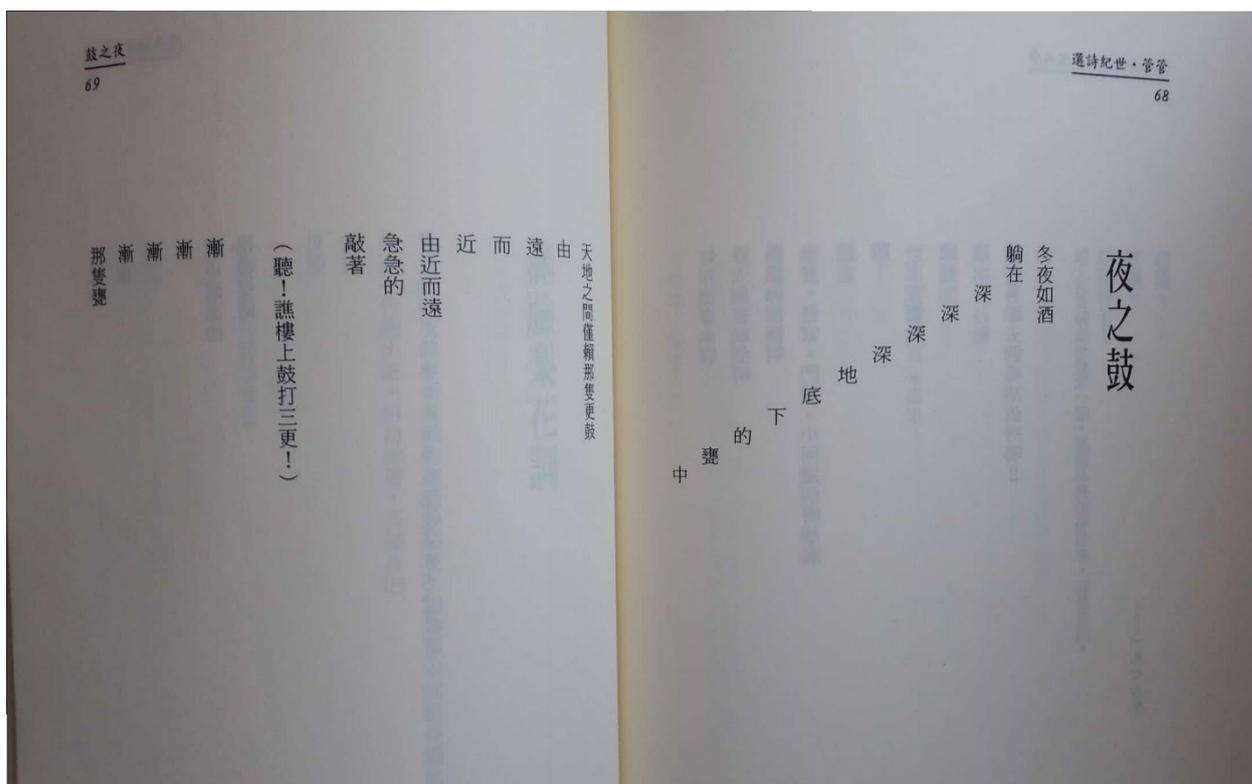 管管・世紀詩選
68
夜之鼓
冬夜如酒
躺在
深
深
深
深
地
底
下
的
甕
中
夜之鼓
69
天地之間僅賴那隻更鼓
由
遠
而
近
由近而遠
急急的
敲著
(聽!譙樓上鼓打三更!)
漸
漸
漸
漸
那隻甕